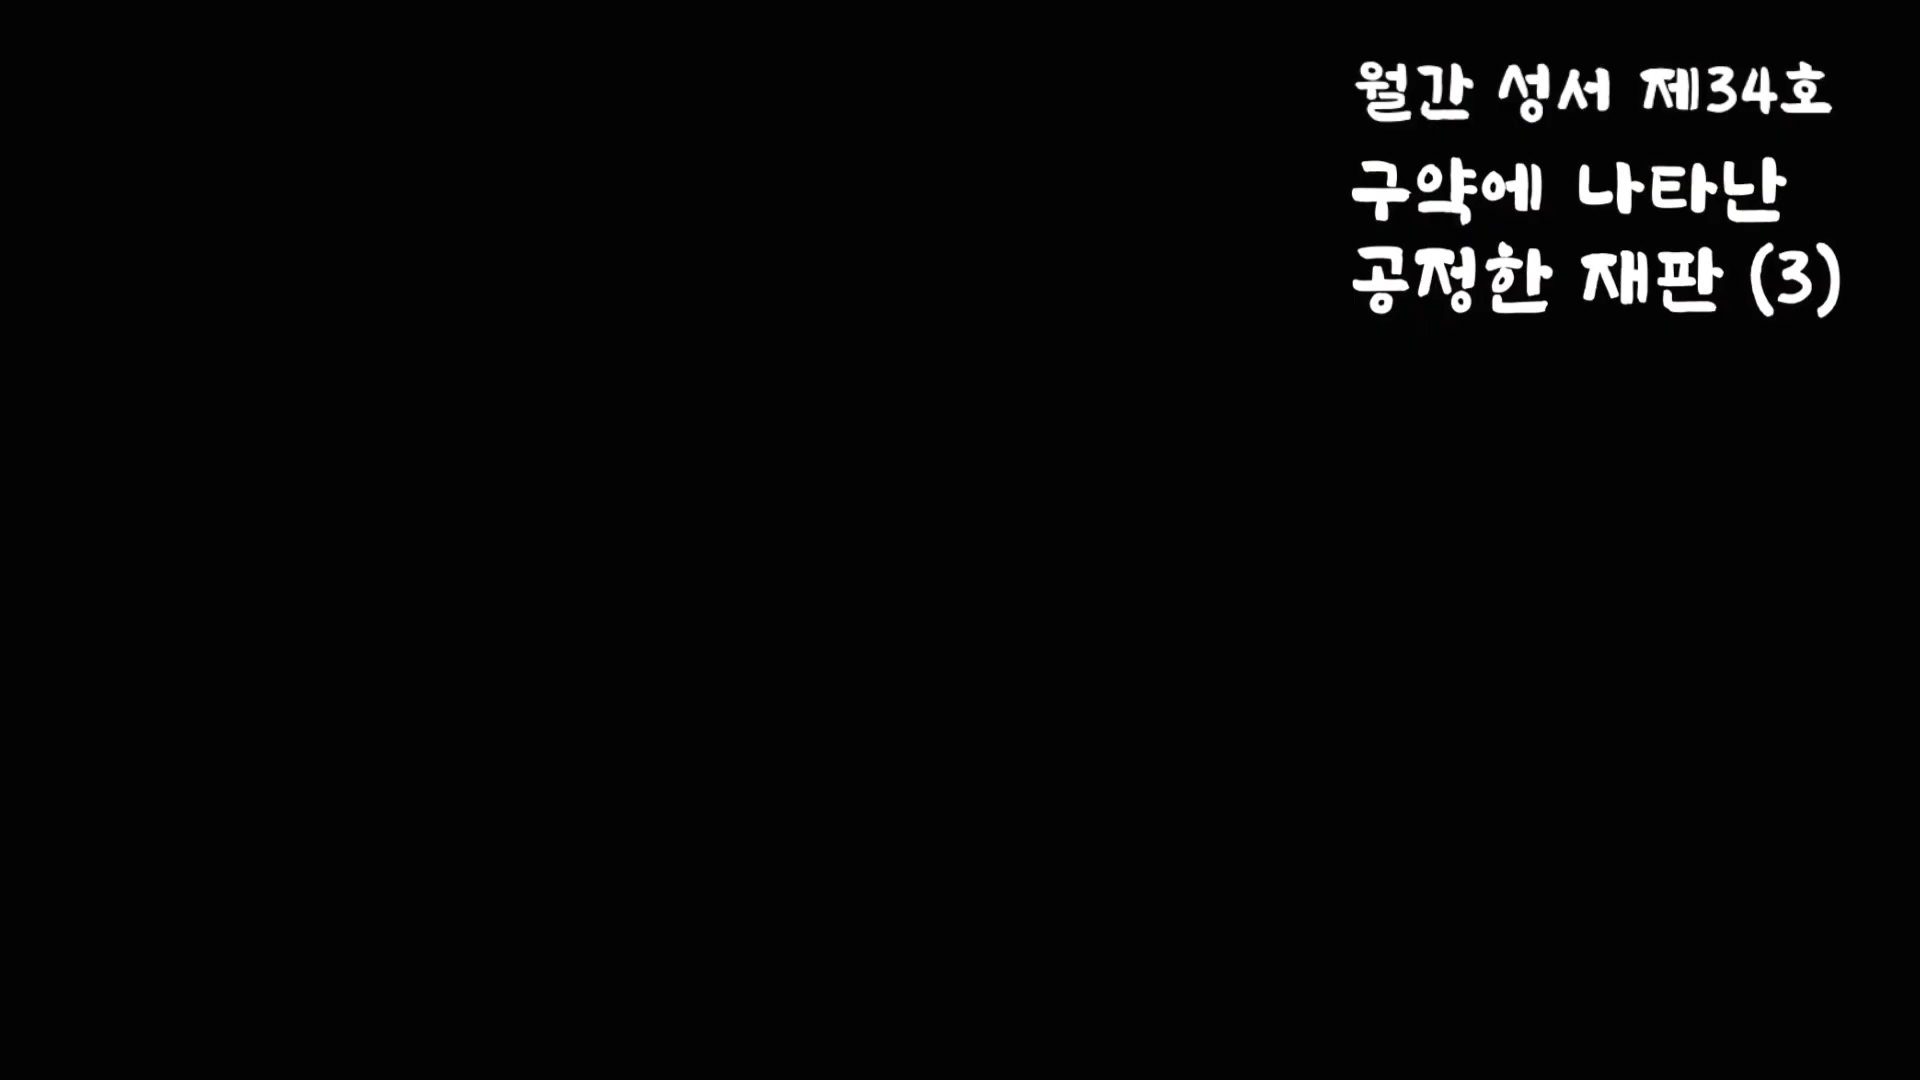 월간 성서 제34호
구약에 나타난
공정한 재판 (3)